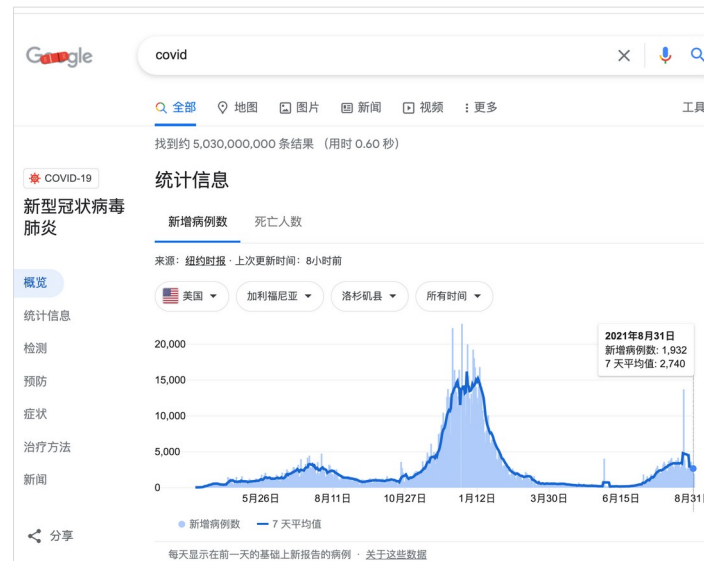 Google
covid
全部
地图
图片
新闻
视频
更多
工具
找到约 5,030,000,000 条结果 （用时 0.60 秒）
COVID-19
新型冠状病毒
肺炎
概览
统计信息
检测
预防
症状
治疗方法
新闻
分享
统计信息
新增病例数
死亡人数
来源：纽约时报 · 上次更新时间：8小时前
美国
加利福尼亚
洛杉矶县
所有时间
2021年8月31日
新增病例数: 1,932
7 天平均值: 2,740
20,000
15,000
10,000
5,000
0
5月26日
8月11日
10月27日
1月12日
3月30日
6月15日
8月31
新增病例数
7 天平均值
每天显示在前一天的基础上新报告的病例 · 关于这些数据